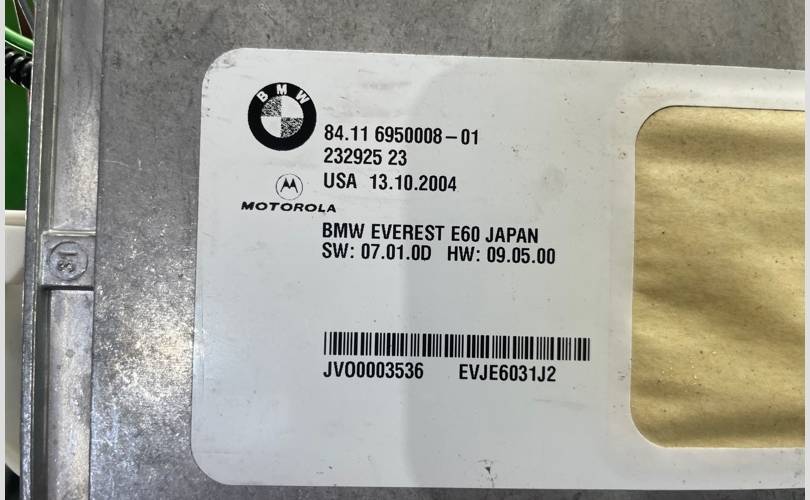 BMW
84.11 6950008-01
232925 23
USA 13.10.2004
MOTOROLA
BMW EVEREST E60 JAPAN
SW: 07.01.0D HW: 09.05.00
JV00003536 EVJE6031J2